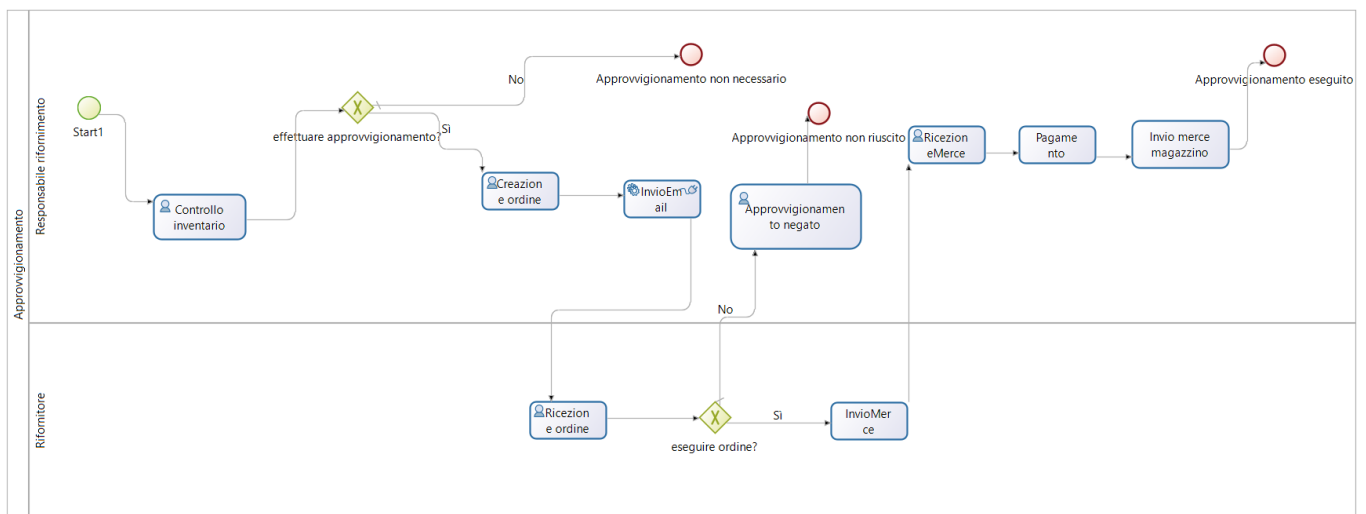 Approvvigionamento
Responsabile rifornimento
Start1
Controllo
inventario
effettuare approvvigionamento?
No
Approvvigionamento non necessario
Sì
Creazion
e ordine
InvioEm
ail
Approvvigionamen
to negato
Approvvigionamento non riuscito
Ricezion
eMerce
Pagame
nto
Invio merce
magazzino
Approvvigionamento eseguito
Rifornitore
Ricezion
e ordine
eseguire ordine?
No
Sì
InvioMer
ce